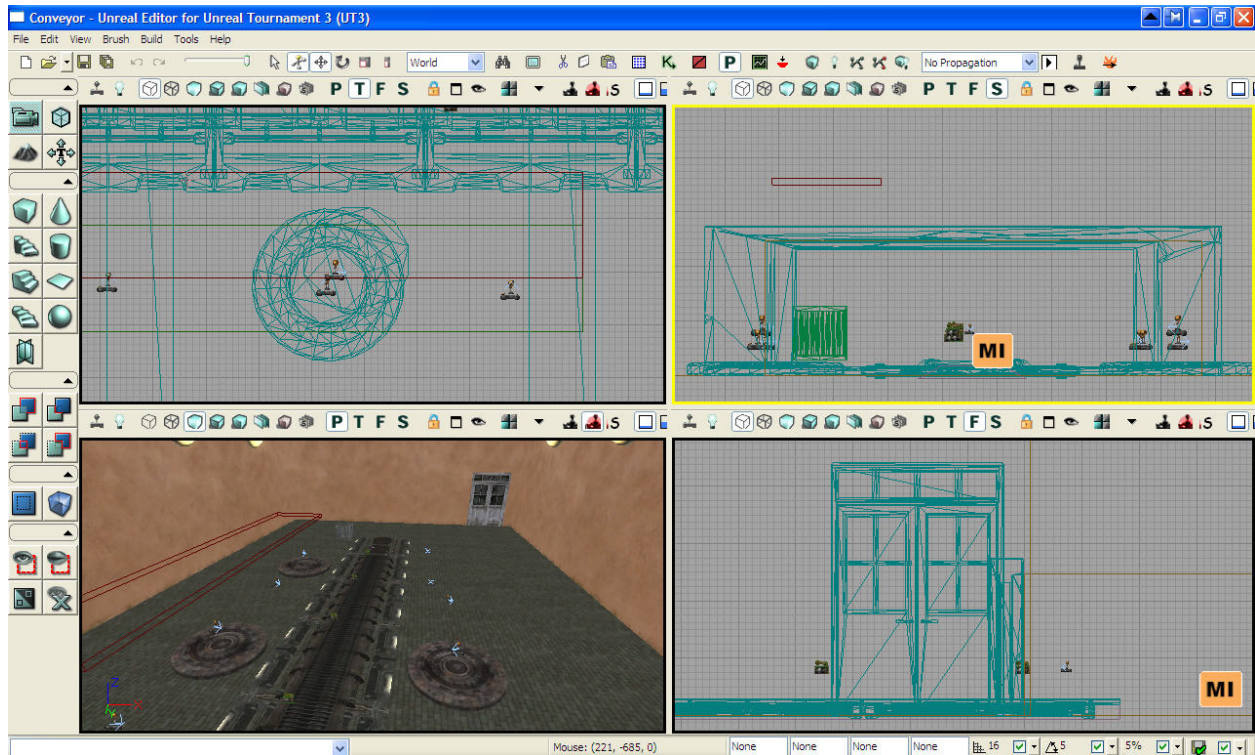 Conveyor - Unreal Editor for Unreal Tournament 3 (UT3)
File Edit View Brush Build Tools Help
World P No Propagation
P T F S .S P T F S .S
MI
P T F S .S P T F S .S
Z
X
MI
Mouse: (221, -685, 0) None None None None 16 5 5%